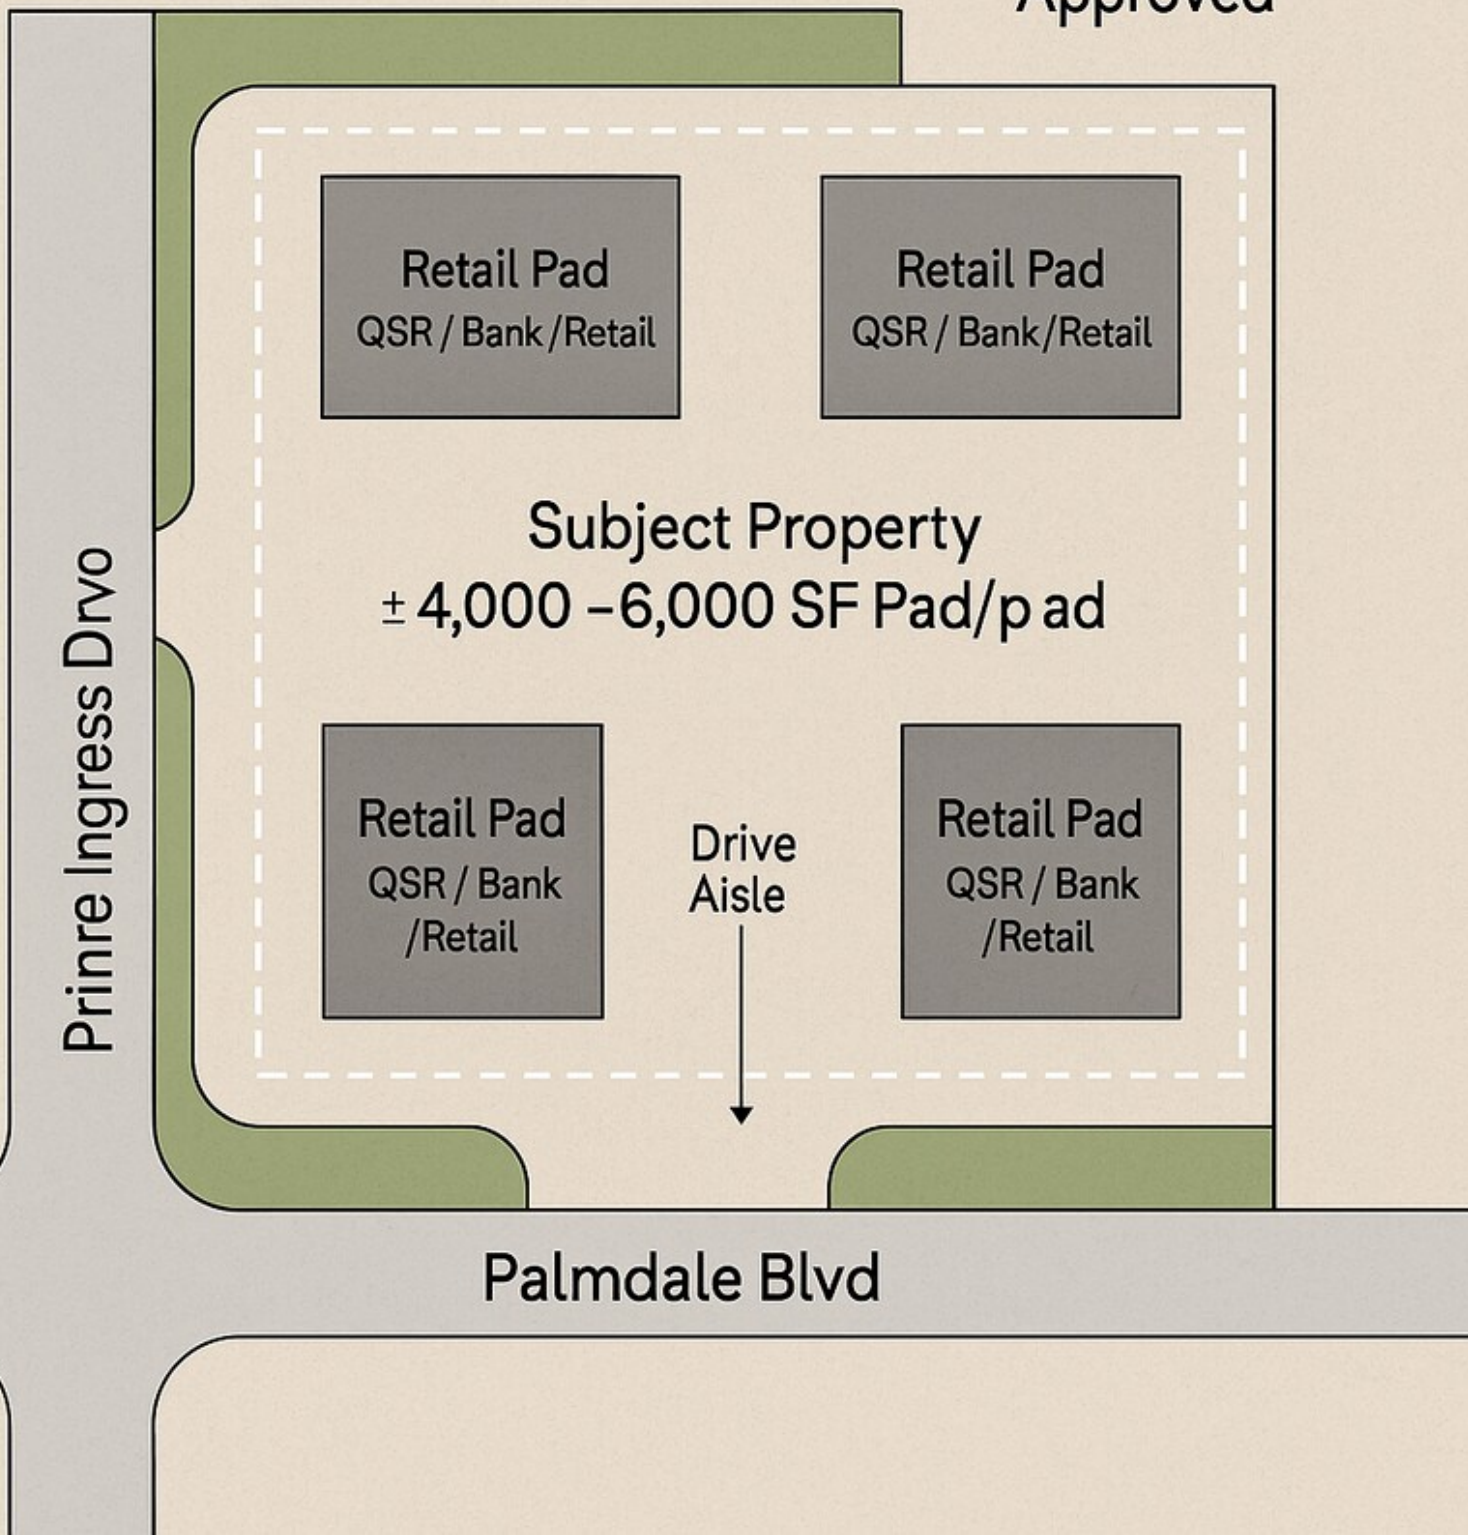 Approved
Retail Pad
QSR / Bank/Retail
Retail Pad
QSR / Bank/Retail
Subject Property
± 4,000 –6,000 SF Pad/p ad
Prinre Ingress Drvo
Retail Pad
QSR / Bank
/Retail
Drive
Aisle
Retail Pad
QSR / Bank
/Retail
Palmdale Blvd